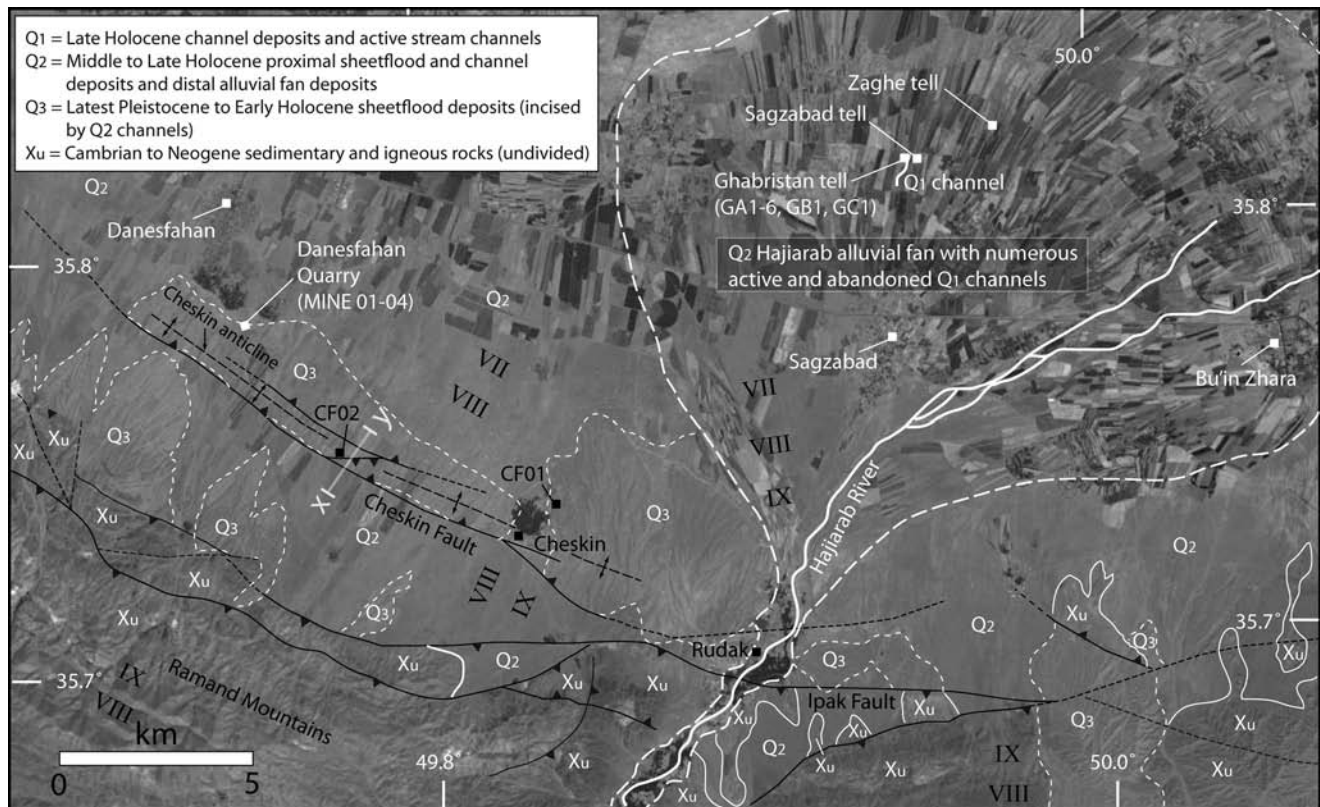 Q1 = Late Holocene channel deposits and active stream channels
Q2 = Middle to Late Holocene proximal sheetflood and channel
deposits and distal alluvial fan deposits
Q3 = Latest Pleistocene to Early Holocene sheetflood deposits (incised
by Q2 channels)
Xu = Cambrian to Neogene sedimentary and igneous rocks (undivided)
50.0°
Zaghe tell
Sagzabad tell
Ghabristan tell
(GA1-6, GB1, GC1)
Q1 channel
35.8°
Q2
Danesfahan
Danesfahan
Quarry
(MINE 01-04)
35.8°
Q2 Hajiarab alluvial fan with numerous
active and abandoned Q1 channels
Q2
Cheskin anticline
Q3
VII
VIII
Sagzabad
Bu'in Zhara
VII
VIII
IX
CF02
X
Y
Q3
Xu
Xu
CF01
Q3
Cheskin Fault
Cheskin
Hajiarab River
Q2
Xu
Q3
Q2
Xu
Q3
VIII
IX
Xu
Q3
Q2
35.7°
Xu
Rudak
Q3
Xu
Q2
Xu
Xu
35.7°
IX
VIII
Ramand Mountains
Ipak Fault
Xu
Xu
Q2
Xu
Xu
Xu
Q3
Xu
IX
VIII
km
0
5
49.8°
Xu
Xu
50.0°
Xu